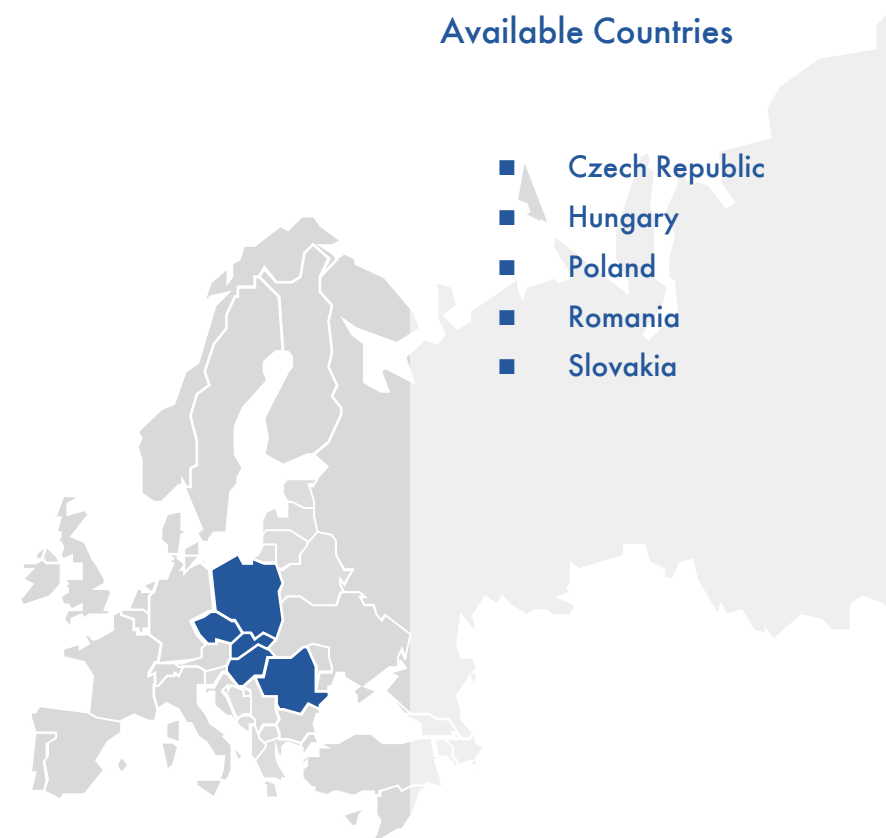 Available Countries
Czech Republic
Hungary
Poland
Romania
Slovakia